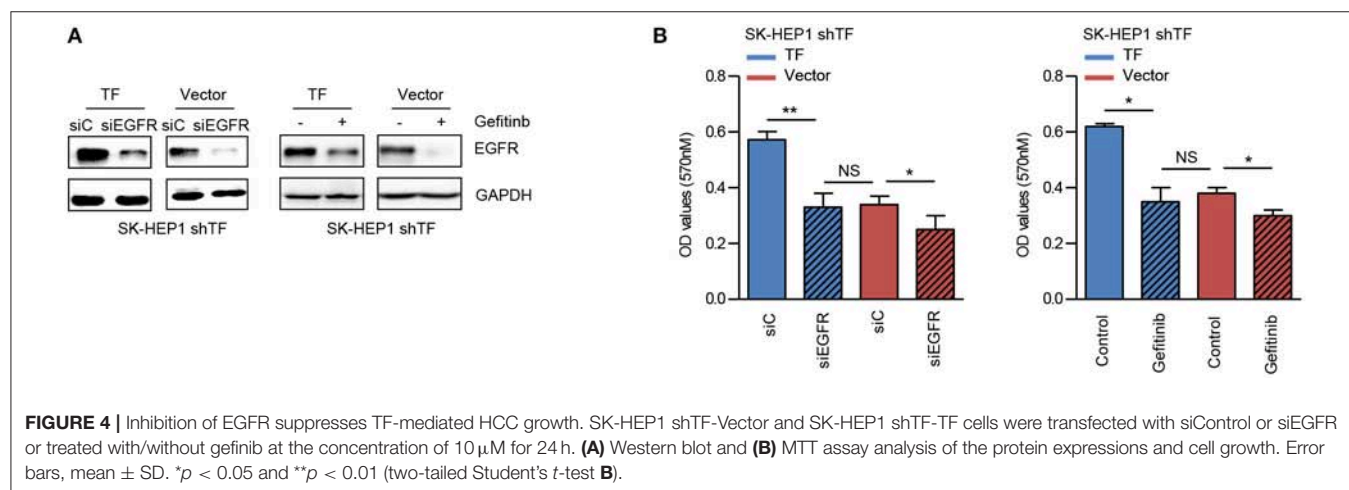 A
TF Vector
siC siEGFR siC siEGFR
TF Vector
- + - + Gefitinb
EGFR
GAPDH
SK-HEP1 shTF
SK-HEP1 shTF
B
SK-HEP1 shTF
TF
Vector
OD values (570nM)
0.8
0.6
0.4
0.2
0.0
**
NS
*
siC
siEGFR
siC
siEGFR
SK-HEP1 shTF
TF
Vector
OD values (570nM)
0.8
0.6
0.4
0.2
0.0
*
NS
*
Control
Gefitinib
Control
Gefitinib
FIGURE 4 | Inhibition of EGFR suppresses TF-mediated HCC growth. SK-HEP1 shTF-Vector and SK-HEP1 shTF-TF cells were transfected with siControl or siEGFR
or treated with/without gefinib at the concentration of 10 μM for 24 h. (A) Western blot and (B) MTT assay analysis of the protein expressions and cell growth. Error
bars, mean ± SD. *p < 0.05 and **p < 0.01 (two-tailed Student's t-test B).